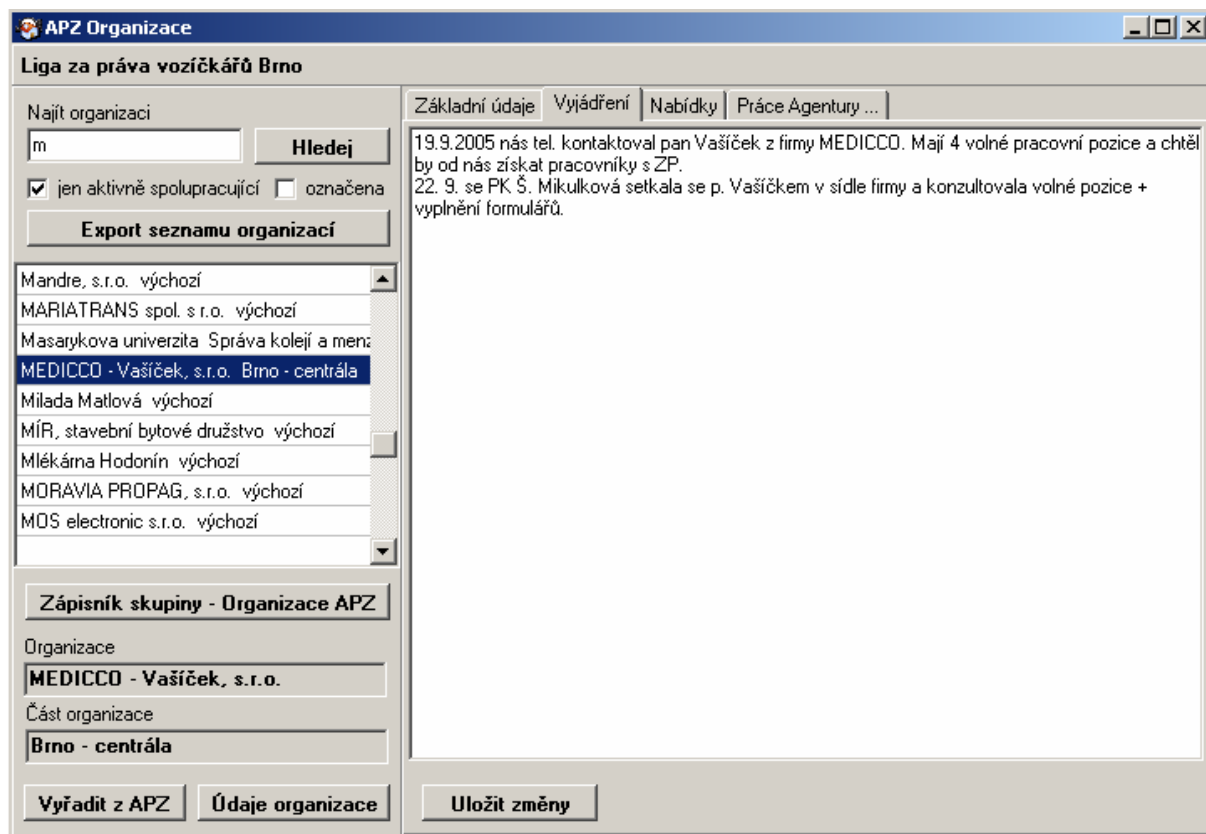 APZ Organizace
Liga za práva vozíčkářů Brno
Najít organizaci
m
Hledej
jen aktivně spolupracující
označena
Export seznamu organizací
Mandre, s.r.o. výchozí
MARIATRANS spol. s r.o. výchozí
Masarykova univerzita Správa kolejí a menz
MEDICCO - Vašíček, s.r.o. Brno - centrála
Milada Matlová výchozí
MÍR, stavební bytové družstvo výchozí
Mlékárna Hodonín výchozí
MORAVIA PROPAG, s.r.o. výchozí
MOS electronic s.r.o. výchozí
Zápisník skupiny - Organizace APZ
Organizace
MEDICCO - Vašíček, s.r.o.
Část organizace
Brno - centrála
Vyřadit z APZ
Údaje organizace
Základní údaje
Vyjádření
Nabídky
Práce Agentury ...
19.9.2005 nás tel. kontaktoval pan Vašíček z firmy MEDICCO. Mají 4 volné pracovní pozice a chtěl
by od nás získat pracovníky s ZP.
22. 9. se PK Š. Mikulková setkala se p. Vašíčkem v sídle firmy a konzultovala volné pozice +
vyplnění formulářů.
Uložit změny